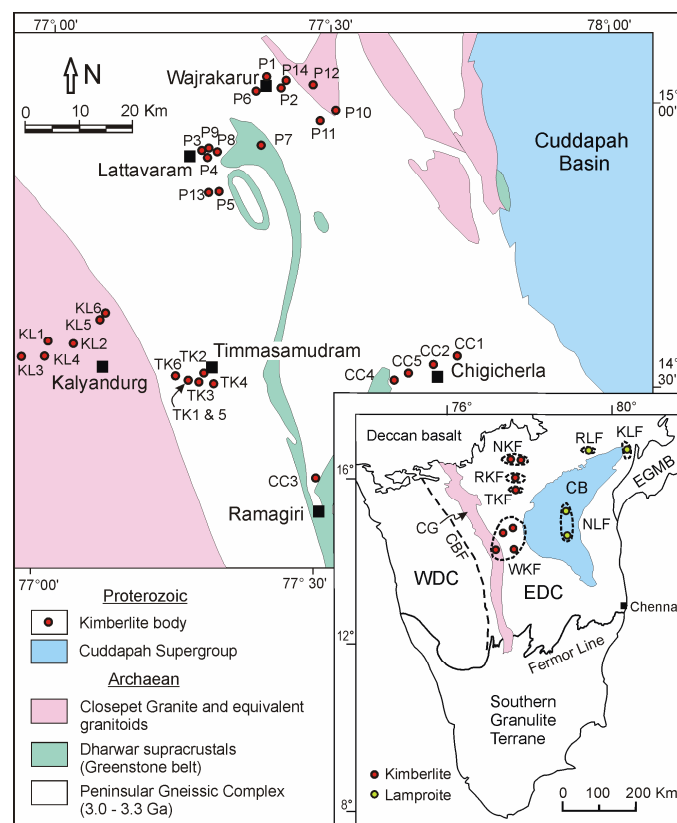 77°00'
77°30'
78°00'
N
0 10 20 Km
15°
00'
Wajrakarur
P1
P14
P12
P6
P2
P10
P11
P9
P3
P8
P7
P4
Lattavaram
P13
P5
Cuddapah
Basin
KL6
KL5
KL1
KL2
KL3
KL4
Kalyandurg
Timmasamudram
TK2
TK6
TK4
TK3
TK1 & 5
CC1
CC2
CC5
CC4
Chigicherla
14°
30'
CC3
Ramagiri
77°00'
77° 30'
Proterozoic
Kimberlite body
Cuddapah Supergroup
Archaean
Closepet Granite and equivalent
granitoids
Dharwar supracrustals
(Greenstone belt)
Peninsular Gneissic Complex
(3.0 - 3.3 Ga)
76°
80°
Deccan basalt
NKF
RLF
KLF
16°
RKF
TKF
CB
EGMB
CG
CBF
NLF
WKF
WDC
EDC
Chenna
12°
Fermor Line
Southern
Granulite
Terrane
Kimberlite
Lamproite
0 100 200
KM
8°